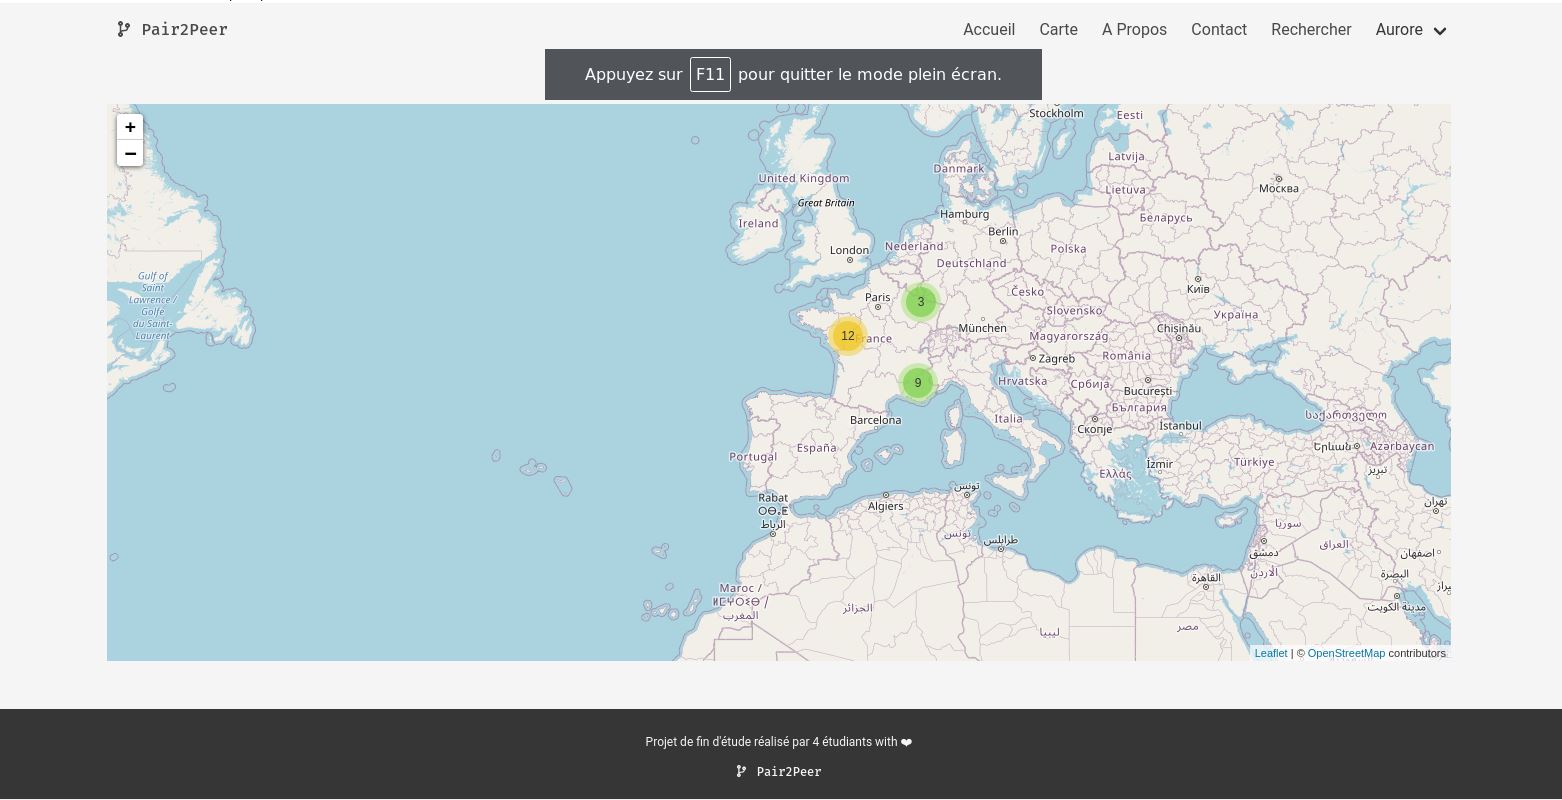 Pair2Peer
Accueil Carte A Propos Contact Rechercher Aurore
Appuyez sur F11 pour quitter le mode plein écran.
+
−
Stockholm
Eesti
Latvija
Danmark
United Kingdom
Москва
Lietuva
Great Britain
Hamburg
Беларусь
Ireland
Berlin
London
Nederland
Polska
Deutschland
Gulf of
Saint
Lawrence /
Golfe
du Saint-
Laurent
Київ
Česko
Paris
3
Slovensko
Україна
München
Chișinău
12
France
Magyarország
Zagreb
România
Hrvatska
Србија
9
București
България
Barcelona
Italia
Скопје
İstanbul
საქართველო
España
Երևան
Azərbaycan
Portugal
İzmir
Türkiye
Ελλάς
تبریز
تونس
Rabat
ⵔⴱⴰⵟ
الرباط
Algiers
تهران
سوريا
تونس
طرابلس
العراق
دمشق
اصفهان
الأردن
القاهرة
البصرة
Maroc /
ⵍⵎⵖⵔⵉⴱ /
المغرب
الجزائر
مدينة الكويت
ليبيا
مصر
Leaflet | © OpenStreetMap contributors
Projet de fin d'étude réalisé par 4 étudiants with ❤
Pair2Peer